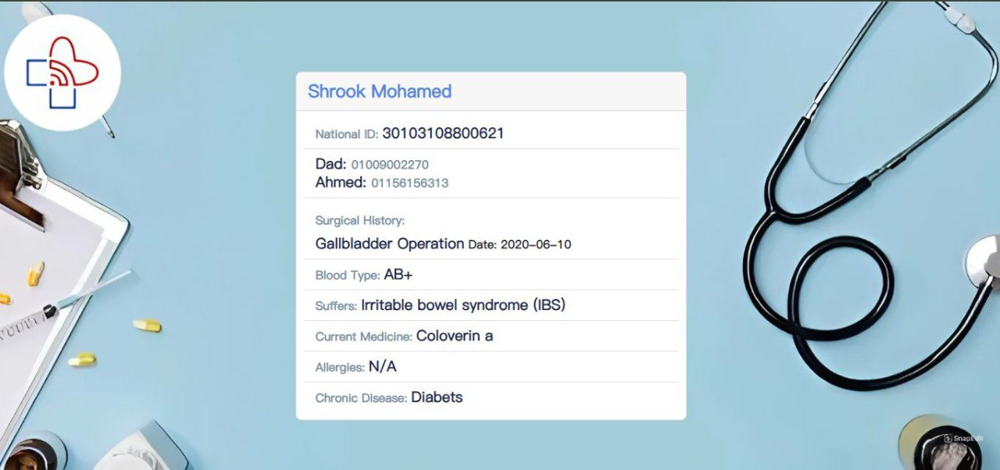 Shrook Mohamed
National ID: 30103108800621
Dad: 01009002270
Ahmed: 01156156313
Surgical History:
Gallbladder Operation Date: 2020-06-10
Blood Type: AB+
Suffers: Irritable bowel syndrome (IBS)
Current Medicine: Coloverin a
Allergies: N/A
Chronic Disease: Diabets
SnapEdit